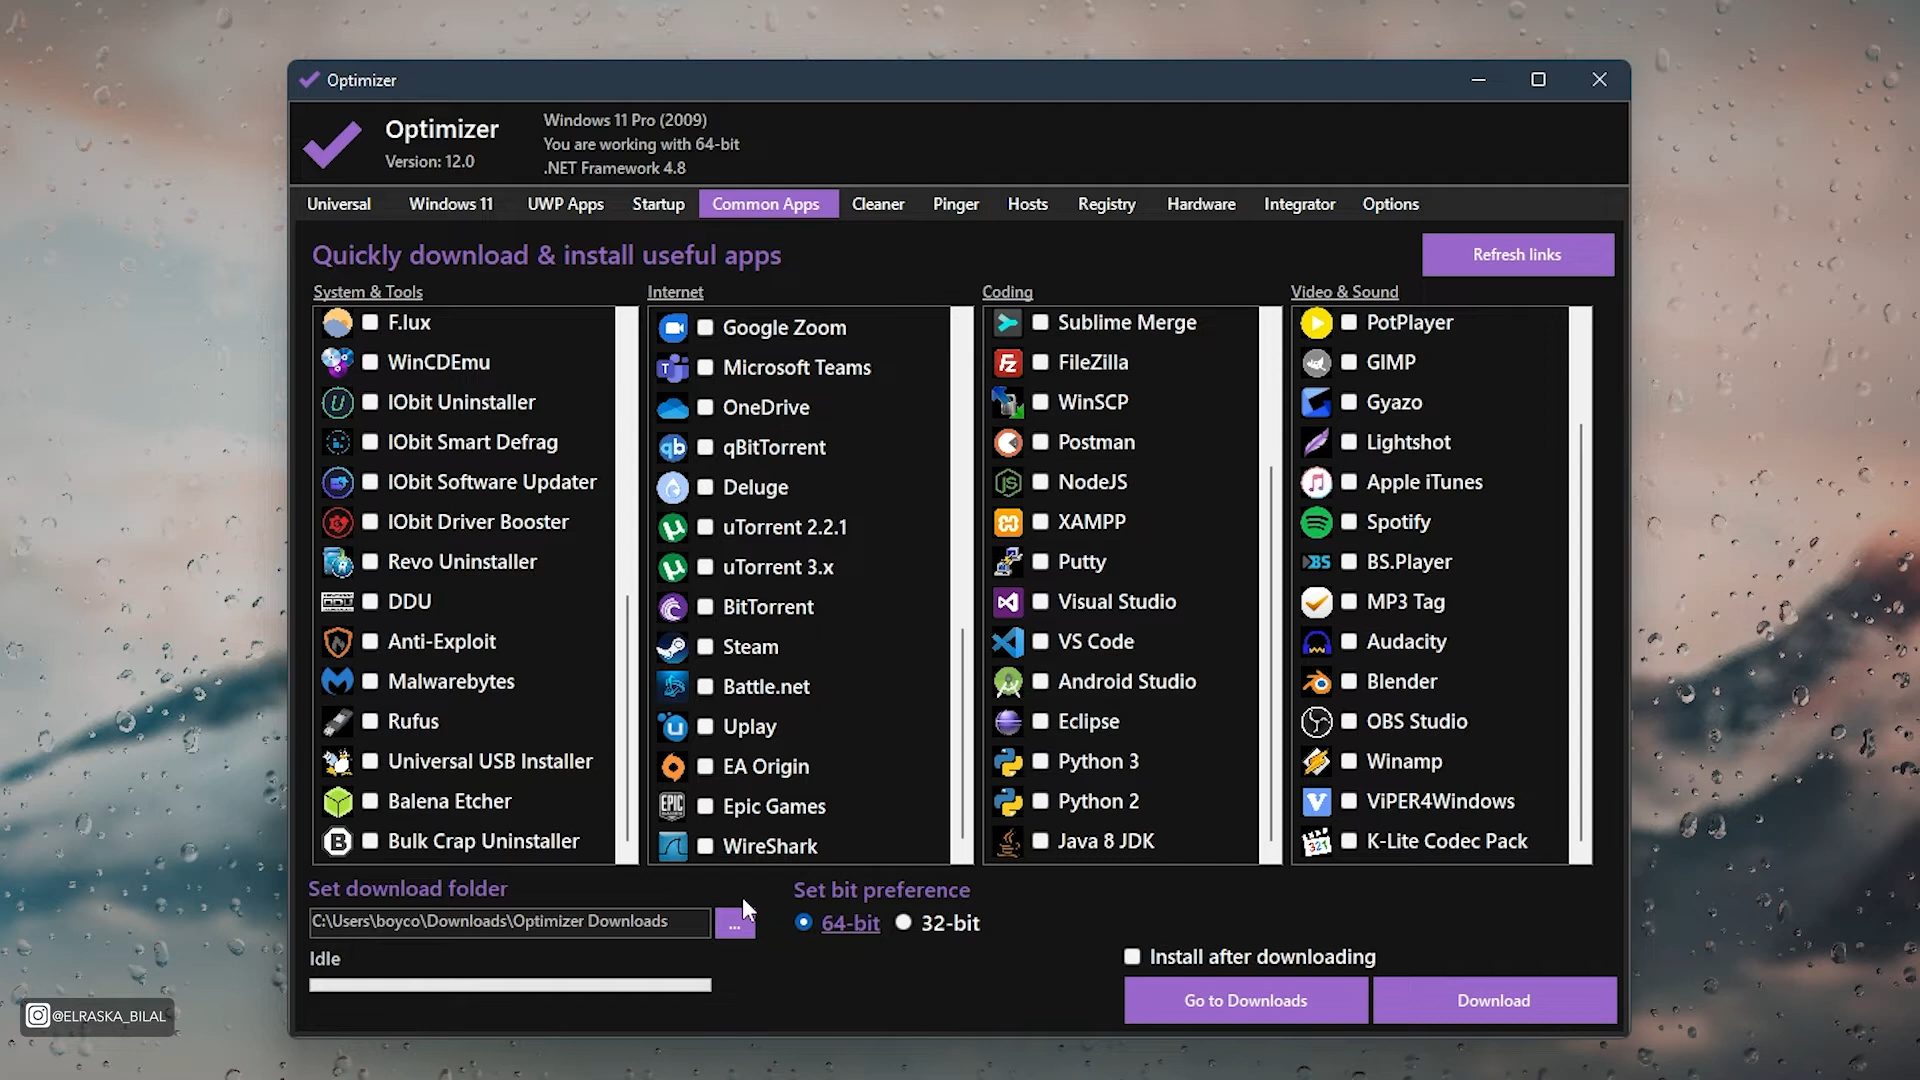 Optimizer
Optimizer
Version: 12.0
Windows 11 Pro (2009)
You are working with 64-bit
.NET Framework 4.8
Universal Windows 11 UWP Apps Startup Common Apps Cleaner Pinger Hosts Registry Hardware Integrator Options
Quickly download & install useful apps
Refresh links
System & Tools
F.lux
WinCDEmu
IObit Uninstaller
IObit Smart Defrag
IObit Software Updater
IObit Driver Booster
Revo Uninstaller
DDU
Anti-Exploit
Malwarebytes
Rufus
Universal USB Installer
Balena Etcher
Bulk Crap Uninstaller
Internet
Google Zoom
Microsoft Teams
OneDrive
qBitTorrent
Deluge
uTorrent 2.2.1
uTorrent 3.x
BitTorrent
Steam
Battle.net
Uplay
EA Origin
Epic Games
WireShark
Coding
Sublime Merge
FileZilla
WinSCP
Postman
NodeJS
XAMPP
Putty
Visual Studio
VS Code
Android Studio
Eclipse
Python 3
Python 2
Java 8 JDK
Video & Sound
PotPlayer
GIMP
Gyazo
Lightshot
Apple iTunes
Spotify
BS.Player
MP3 Tag
Audacity
Blender
OBS Studio
Winamp
ViPER4Windows
K-Lite Codec Pack
Set download folder
C:\Users\boyco\Downloads\Optimizer Downloads
...
Idle
Set bit preference
64-bit 32-bit
Install after downloading
Go to Downloads
Download
@ELRASKA_BILAL